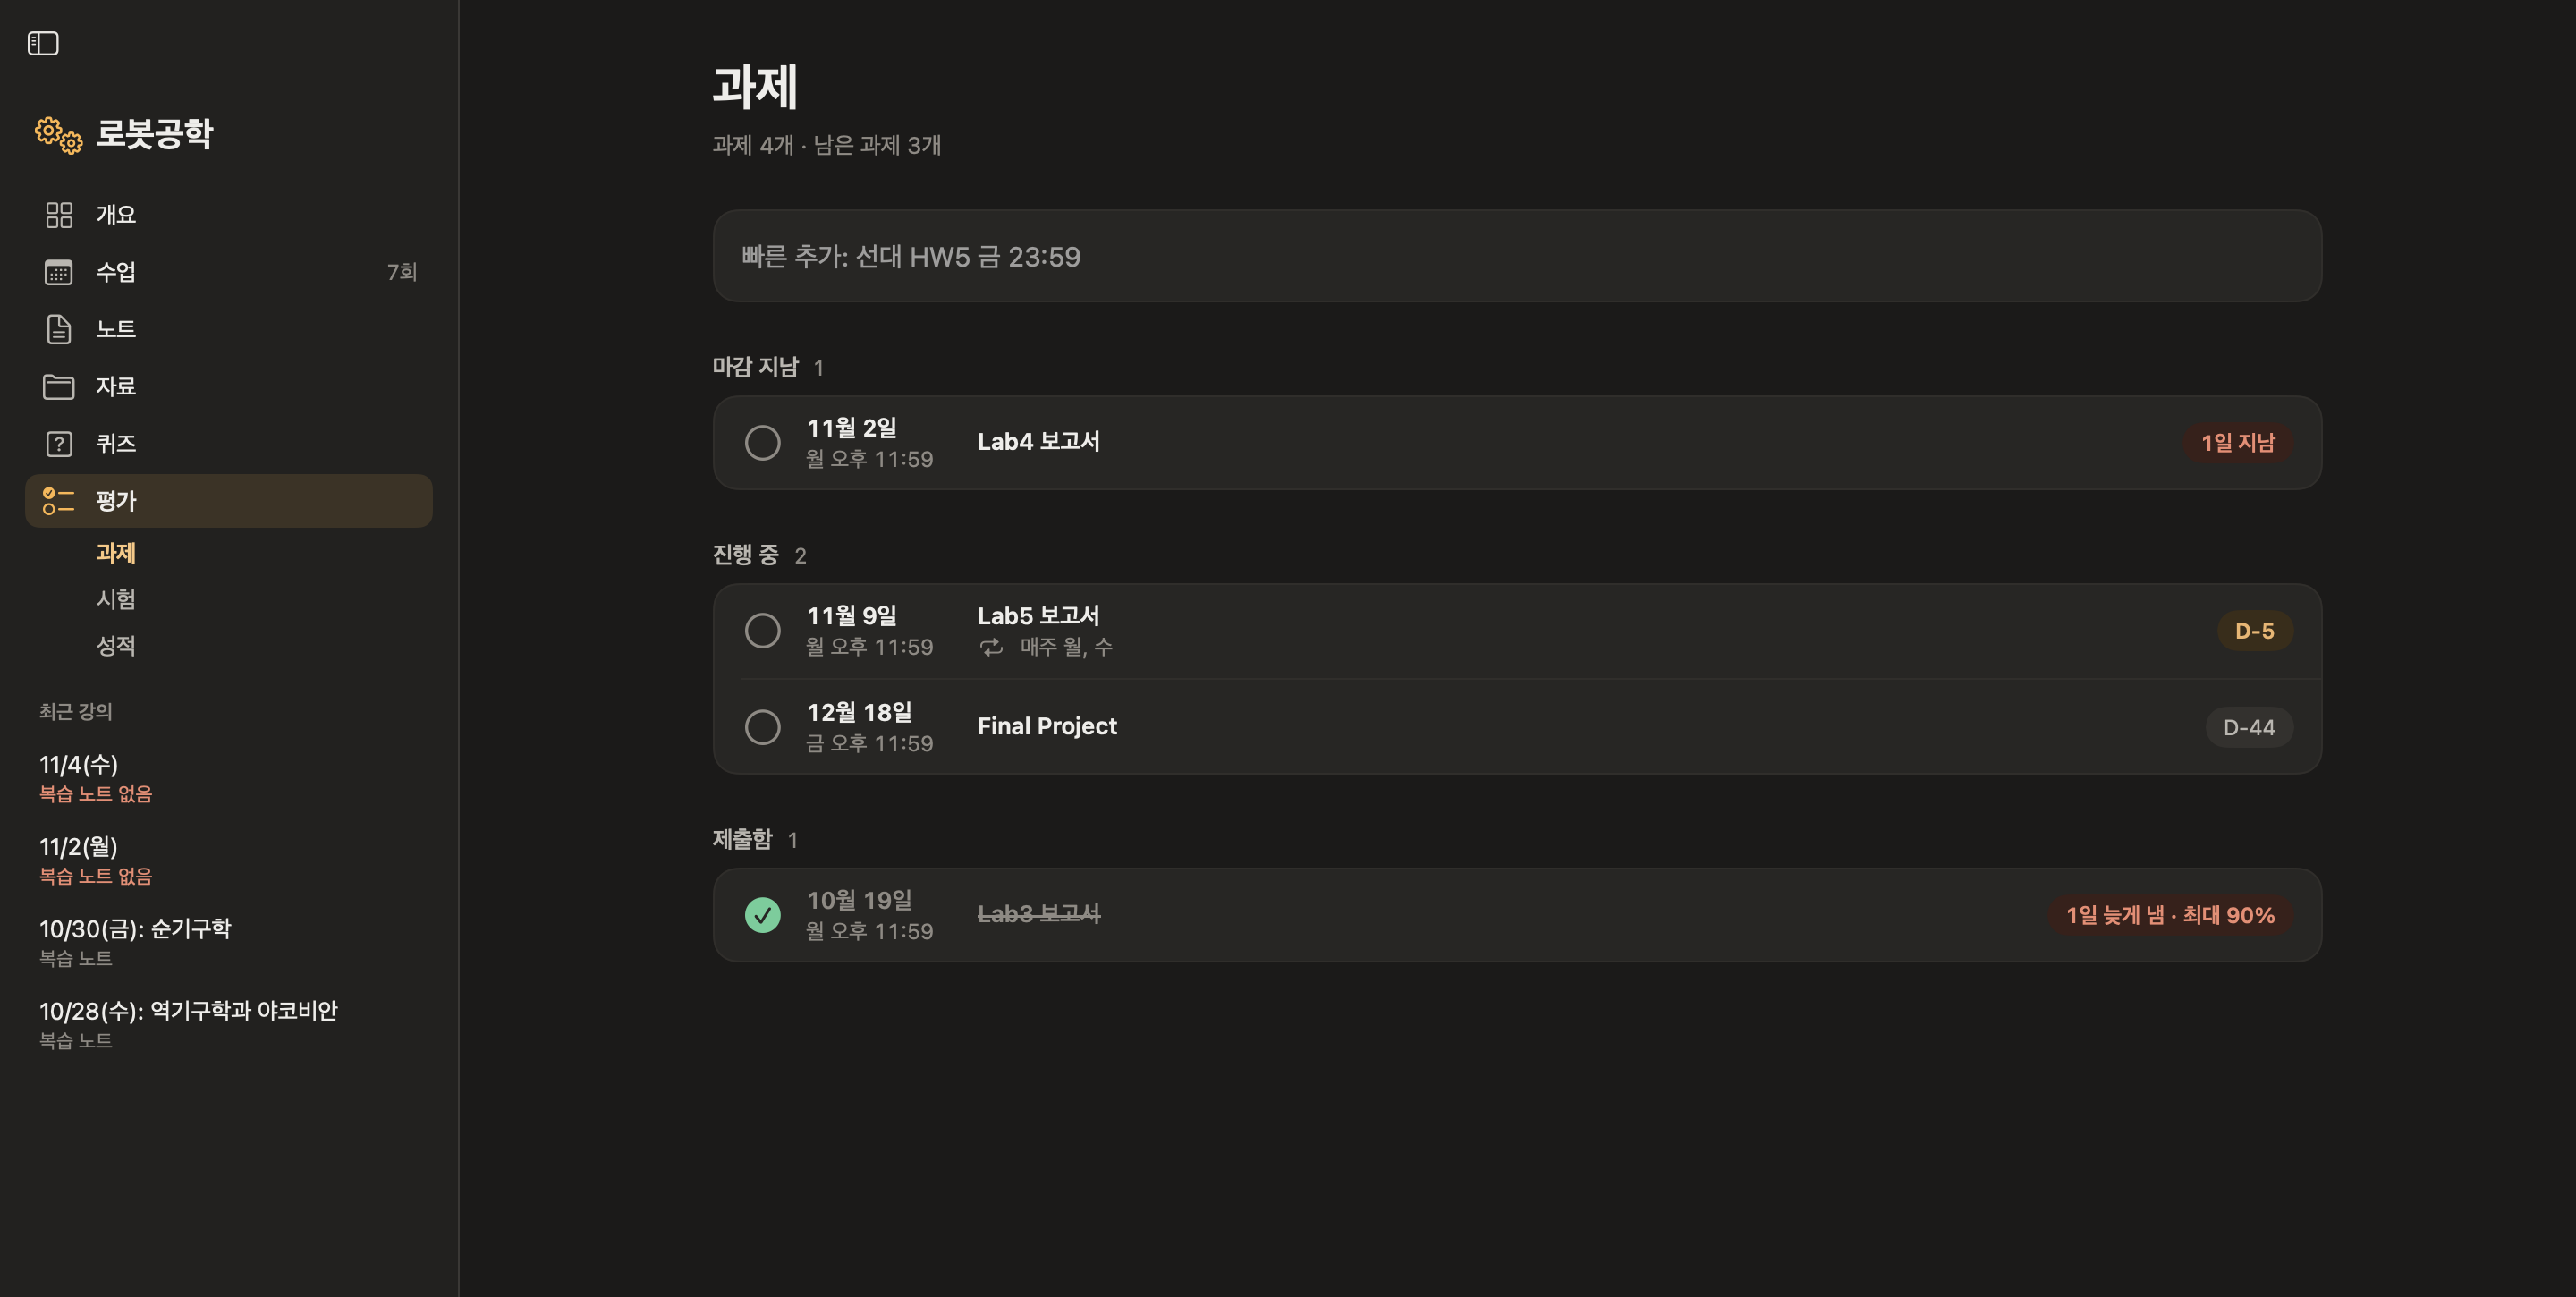 로봇공학
개요
수업 7회
노트
자료
퀴즈
평가
과제
시험
성적
최근 강의
11/4(수)
복습 노트 없음
11/2(월)
복습 노트 없음
10/30(금): 순기구학
복습 노트
10/28(수): 역기구학과 야코비안
복습 노트
과제
과제 4개 · 남은 과제 3개
빠른 추가: 선대 HW5 금 23:59
마감 지남 1
11월 2일
월 오후 11:59
Lab4 보고서
1일 지남
진행 중 2
11월 9일
월 오후 11:59
Lab5 보고서
매주 월, 수
D-5
12월 18일
금 오후 11:59
Final Project
D-44
제출함 1
10월 19일
월 오후 11:59
Lab3 보고서
1일 늦게 냄 · 최대 90%